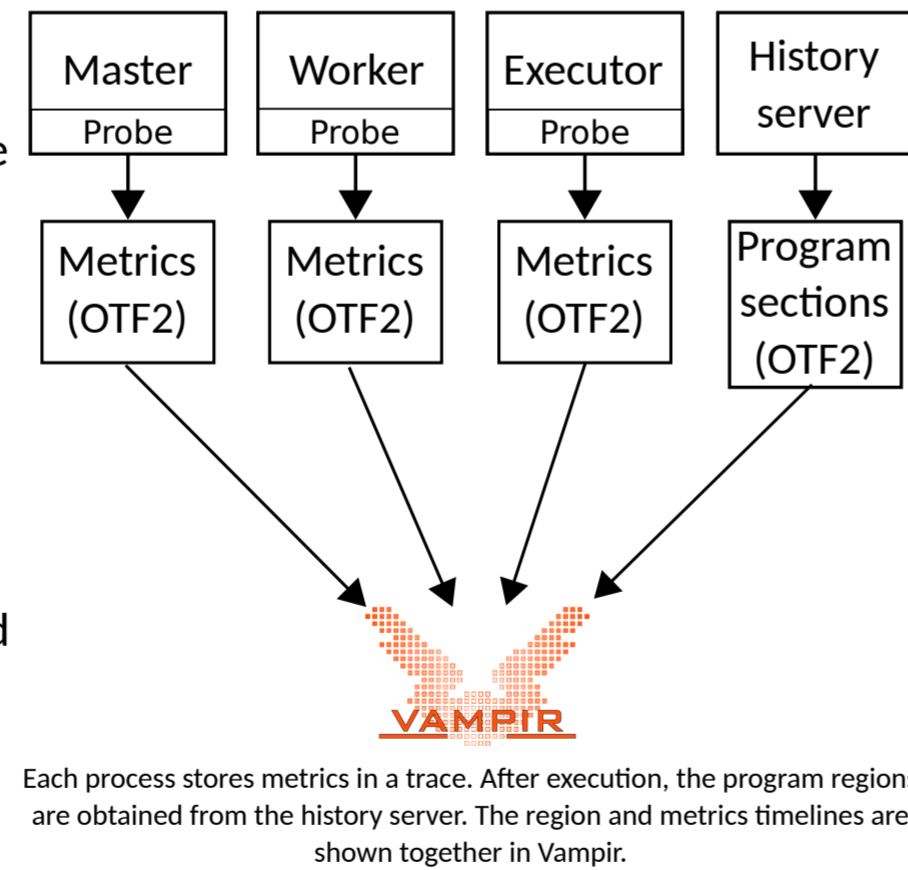 Master
Worker
Executor
History
server
Probe
Probe
Probe
e
Metrics
(OTF2)
Metrics
(OTF2)
Metrics
(OTF2)
Program
sections
(OTF2)
d
VAMPIR
Each process stores metrics in a trace. After execution, the program regions
are obtained from the history server. The region and metrics timelines are
shown together in Vampir.